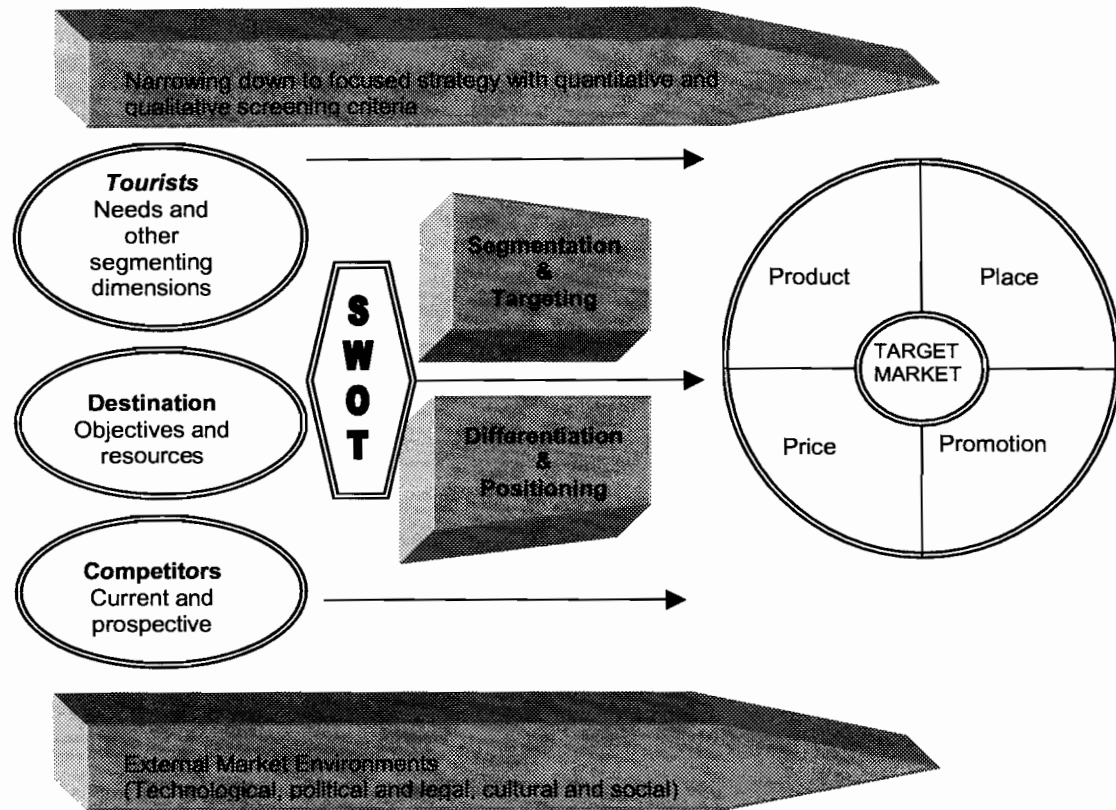 Narrowing down to focused strategy with quantitative and
qualitative screening criteria
Tourists
Needs and
other
segmenting
dimensions
Destination
Objectives and
resources
Competitors
Current and
prospective
S
W
O
T
Segmentation
&
Targeting
Differentiation
&
Positioning
Product
Place
TARGET
MARKET
Price
Promotion
External Market Environments
(Technological, political and legal, cultural and social)